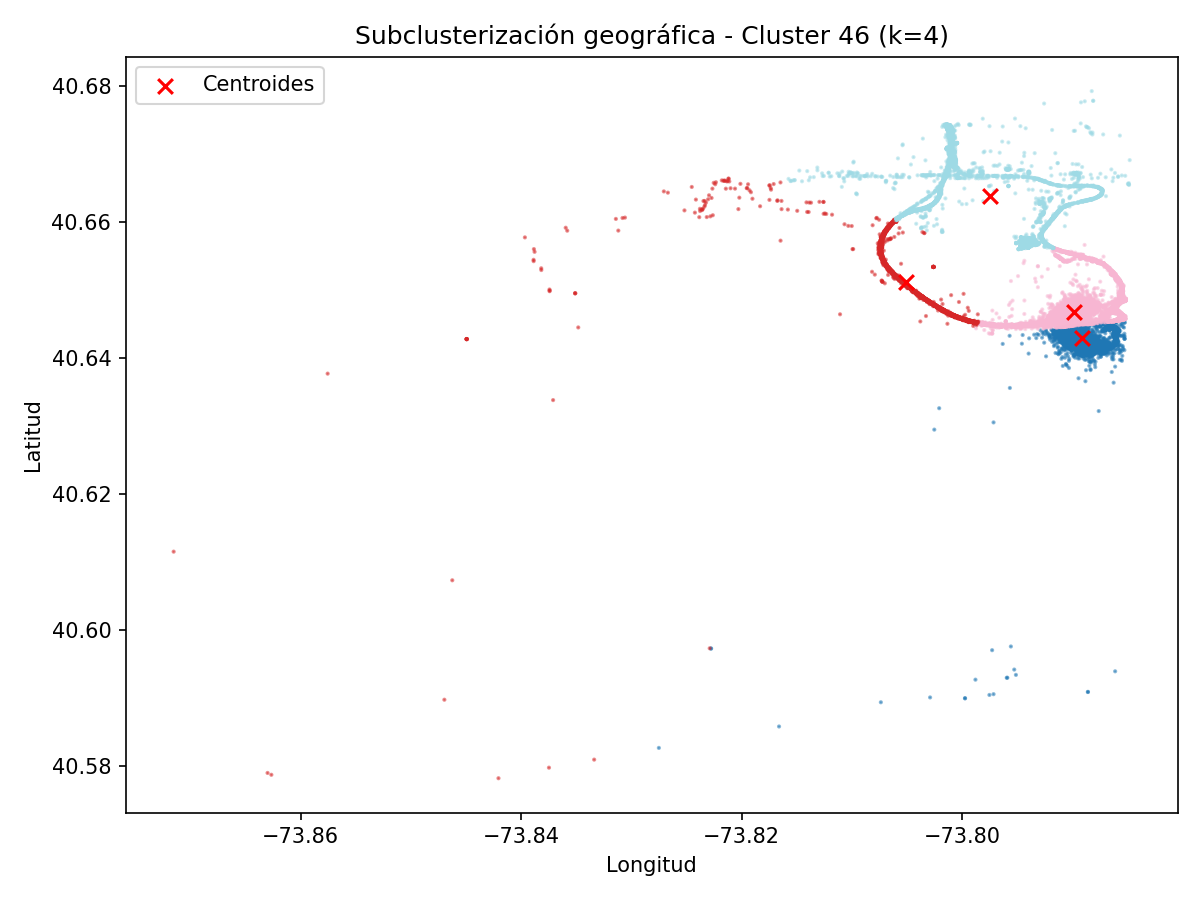 Subclusterización geográfica - Cluster 46 (k=4)
Centroides
40.68
40.66
40.64
40.62
40.60
40.58
Latitud
−73.86
−73.84
−73.82
−73.80
Longitud